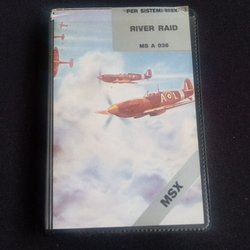 PER SISTEMI MSX
RIVER RAID
MS A 036
MSX